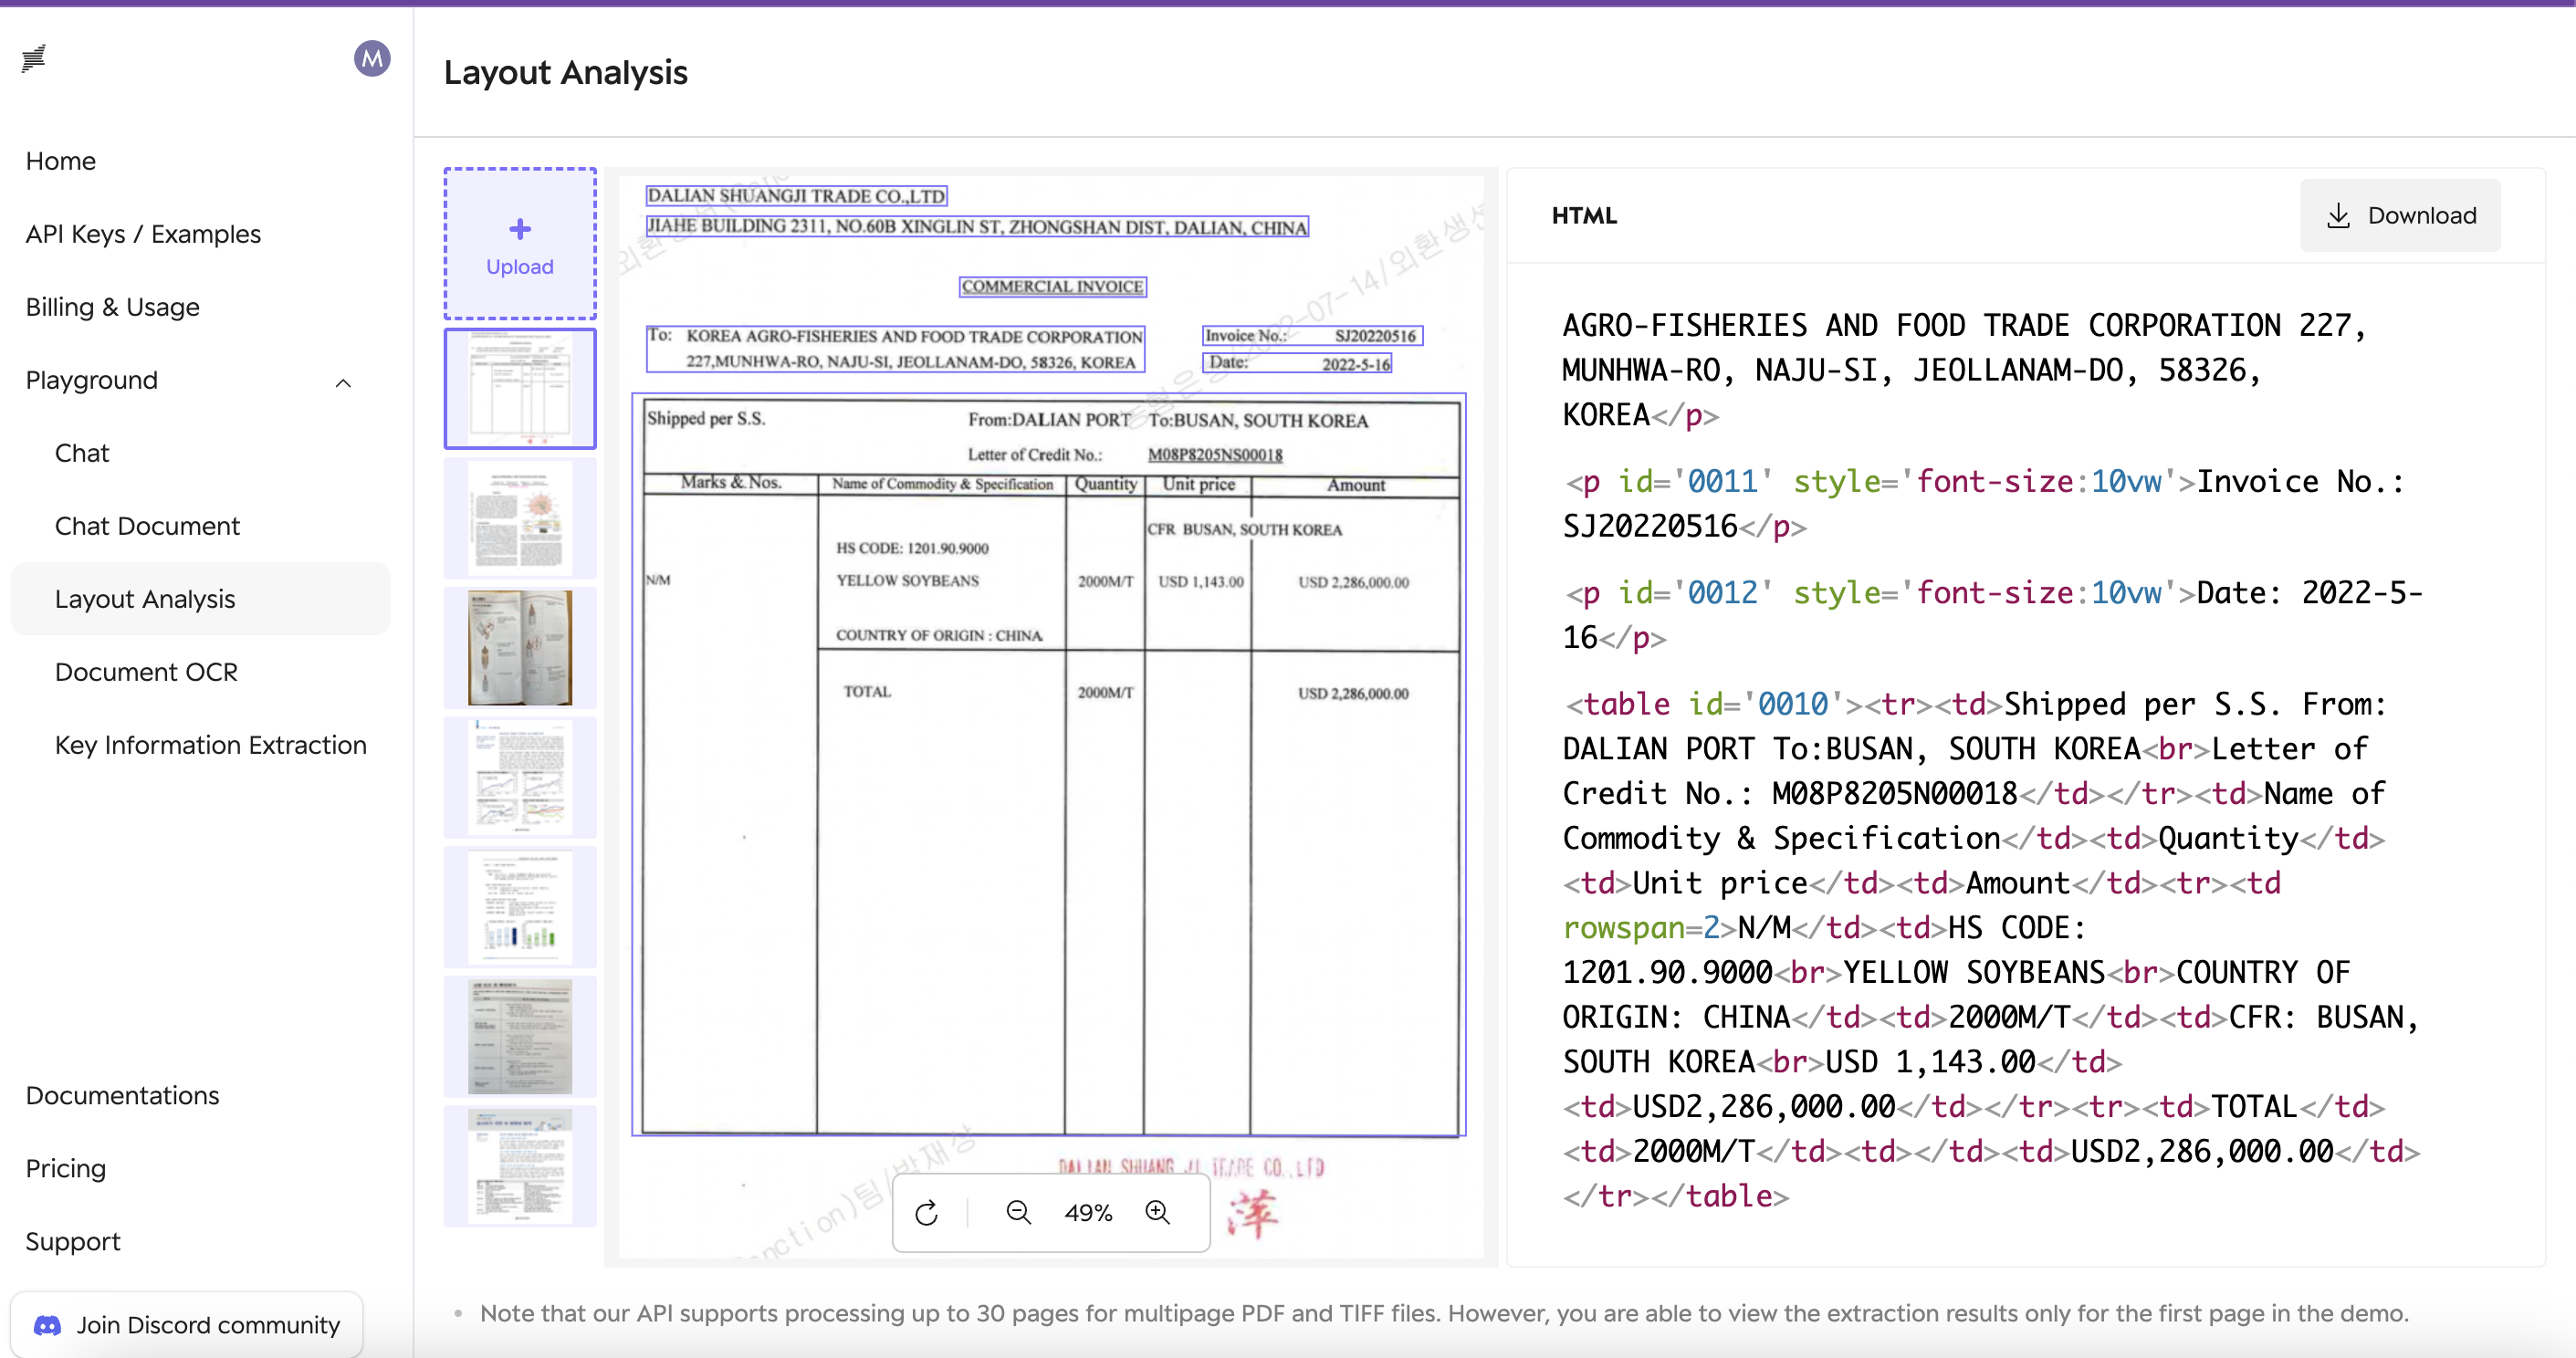 M
Layout Analysis
Home
API Keys / Examples
Billing & Usage
Playground
Chat
Chat Document
Layout Analysis
Document OCR
Key Information Extraction
Documentations
Pricing
Support
Join Discord community
+
Upload
DALIAN SHUANGJI TRADE CO.,LTD
JIAHE BUILDING 2311, NO.60B XINGLIN ST, ZHONGSHAN DIST, DALIAN, CHINA
COMMERCIAL INVOICE
To: KOREA AGRO-FISHERIES AND FOOD TRADE CORPORATION
227,MUNHWA-RO, NAJU-SI, JEOLLANAM-DO, 58326, KOREA
Invoice No.: SJ20220516
Date: 2022-5-16
Shipped per S.S. From:DALIAN PORT To:BUSAN, SOUTH KOREA
Letter of Credit No.: M08P8205NS00018
Marks & Nos. Name of Commodity & Specification Quantity Unit price Amount
CFR BUSAN, SOUTH KOREA
HS CODE: 1201.90.9000
N/M YELLOW SOYBEANS 2000M/T USD 1,143.00 USD 2,286,000.00
COUNTRY OF ORIGIN : CHINA
TOTAL 2000M/T USD 2,286,000.00
DALIAN SHUANG JI TRADE CO.,LTD
萍
49%
HTML
Download
AGRO-FISHERIES AND FOOD TRADE CORPORATION 227,
MUNHWA-RO, NAJU-SI, JEOLLANAM-DO, 58326,
KOREA</p>
<p id='0011' style='font-size:10vw'>Invoice No.:
SJ20220516</p>
<p id='0012' style='font-size:10vw'>Date: 2022-5-
16</p>
<table id='0010'><tr><td>Shipped per S.S. From:
DALIAN PORT To:BUSAN, SOUTH KOREA<br>Letter of
Credit No.: M08P8205N00018</td></tr><td>Name of
Commodity & Specification</td><td>Quantity</td>
<td>Unit price</td><td>Amount</td><tr><td
rowspan=2>N/M</td><td>HS CODE:
1201.90.9000<br>YELLOW SOYBEANS<br>COUNTRY OF
ORIGIN: CHINA</td><td>2000M/T</td><td>CFR: BUSAN,
SOUTH KOREA<br>USD 1,143.00</td>
<td>USD2,286,000.00</td></tr><tr><td>TOTAL</td>
<td>2000M/T</td><td></td><td>USD2,286,000.00</td>
</tr></table>
Note that our API supports processing up to 30 pages for multipage PDF and TIFF files. However, you are able to view the extraction results only for the first page in the demo.